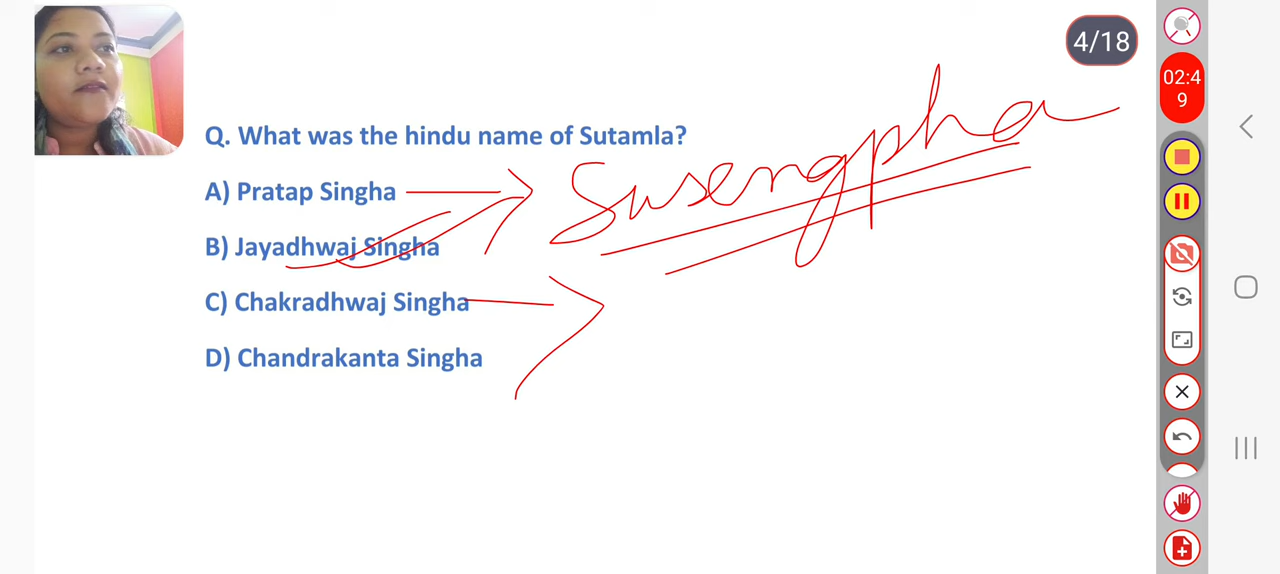 4/18
02:4
9
Q. What was the hindu name of Sutamla?
A) Pratap Singha
Susengpha
B) Jayadhwaj Singha
C) Chakradhwaj Singha
D) Chandrakanta Singha